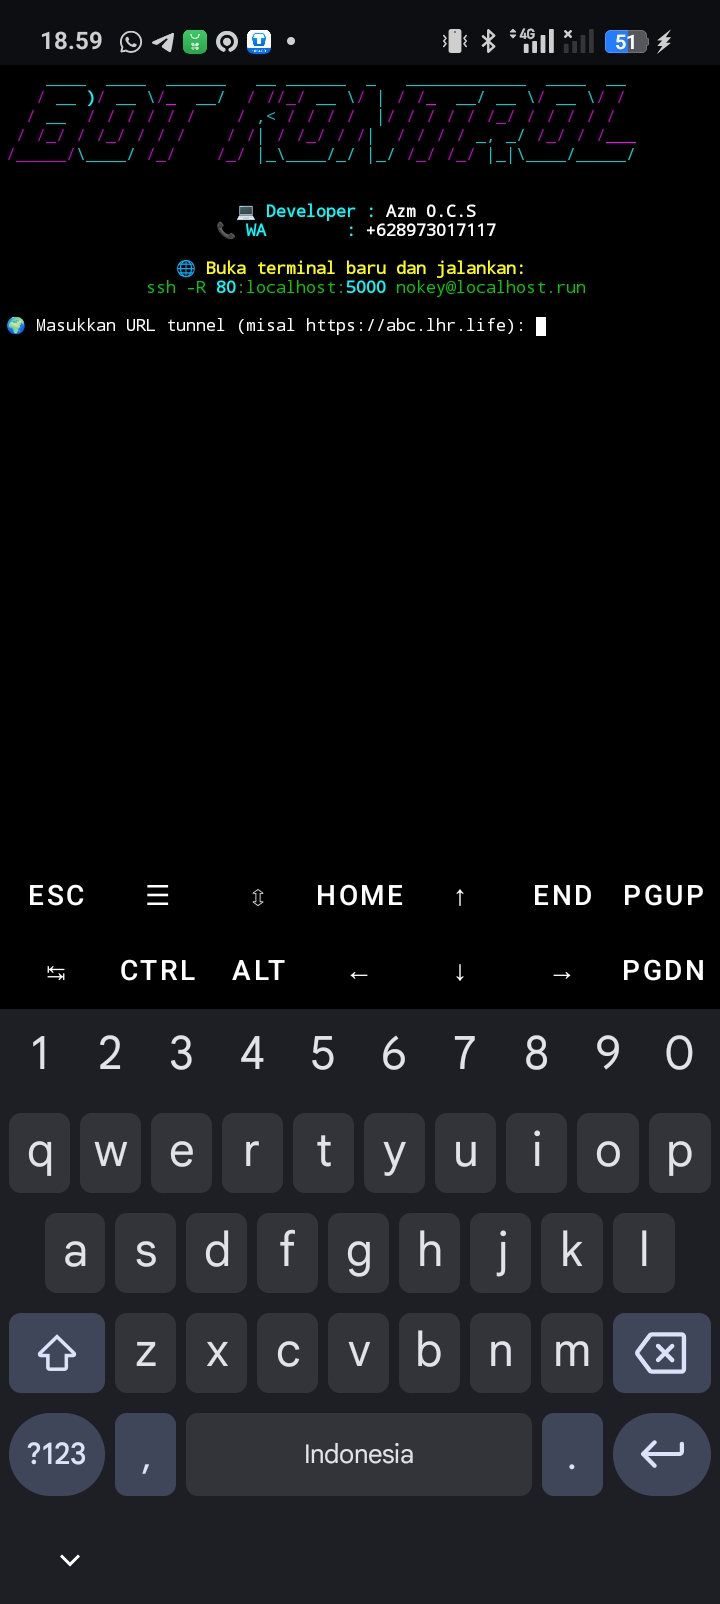 18.59
4G
51
BOT KONTROL
💻 Developer : Azm O.C.S
📞 WA : +628973017117
🌐 Buka terminal baru dan jalankan:
ssh -R 80:localhost:5000 nokey@localhost.run
🌍 Masukkan URL tunnel (misal https://abc.lhr.life):
ESC ☰ ⇳ HOME ↑ END PGUP
↹ CTRL ALT ← ↓ → PGDN
1 2 3 4 5 6 7 8 9 0
q w e r t y u i o p
a s d f g h j k l
z x c v b n m
?123 , Indonesia .